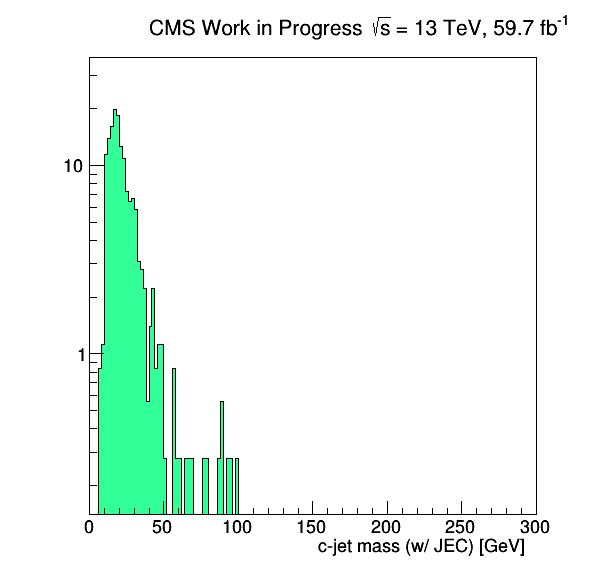 CMS Work in Progress √s = 13 TeV, 59.7 fb⁻¹
10
1
0 50 100 150 200 250 300
c-jet mass (w/ JEC) [GeV]